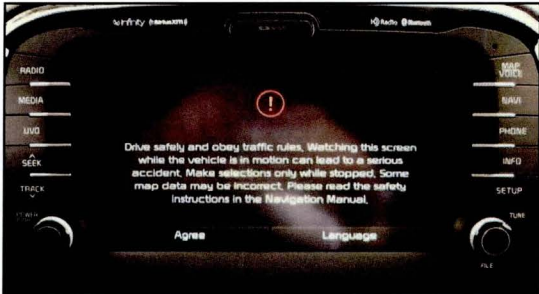 Infinity (SiriusXM) HD Radio Bluetooth
RADIO
MEDIA
UVO
SEEK
TRACK
POWER
Drive safely and obey traffic rules. Watching this screen
while the vehicle is in motion can lead to a serious
accident. Make selections only while stopped. Some
map data may be incorrect. Please read the safety
instructions in the Navigation Manual.
Agree Language
MAP
VOICE
NAVI
PHONE
INFO
SETUP
TUNE
FILE